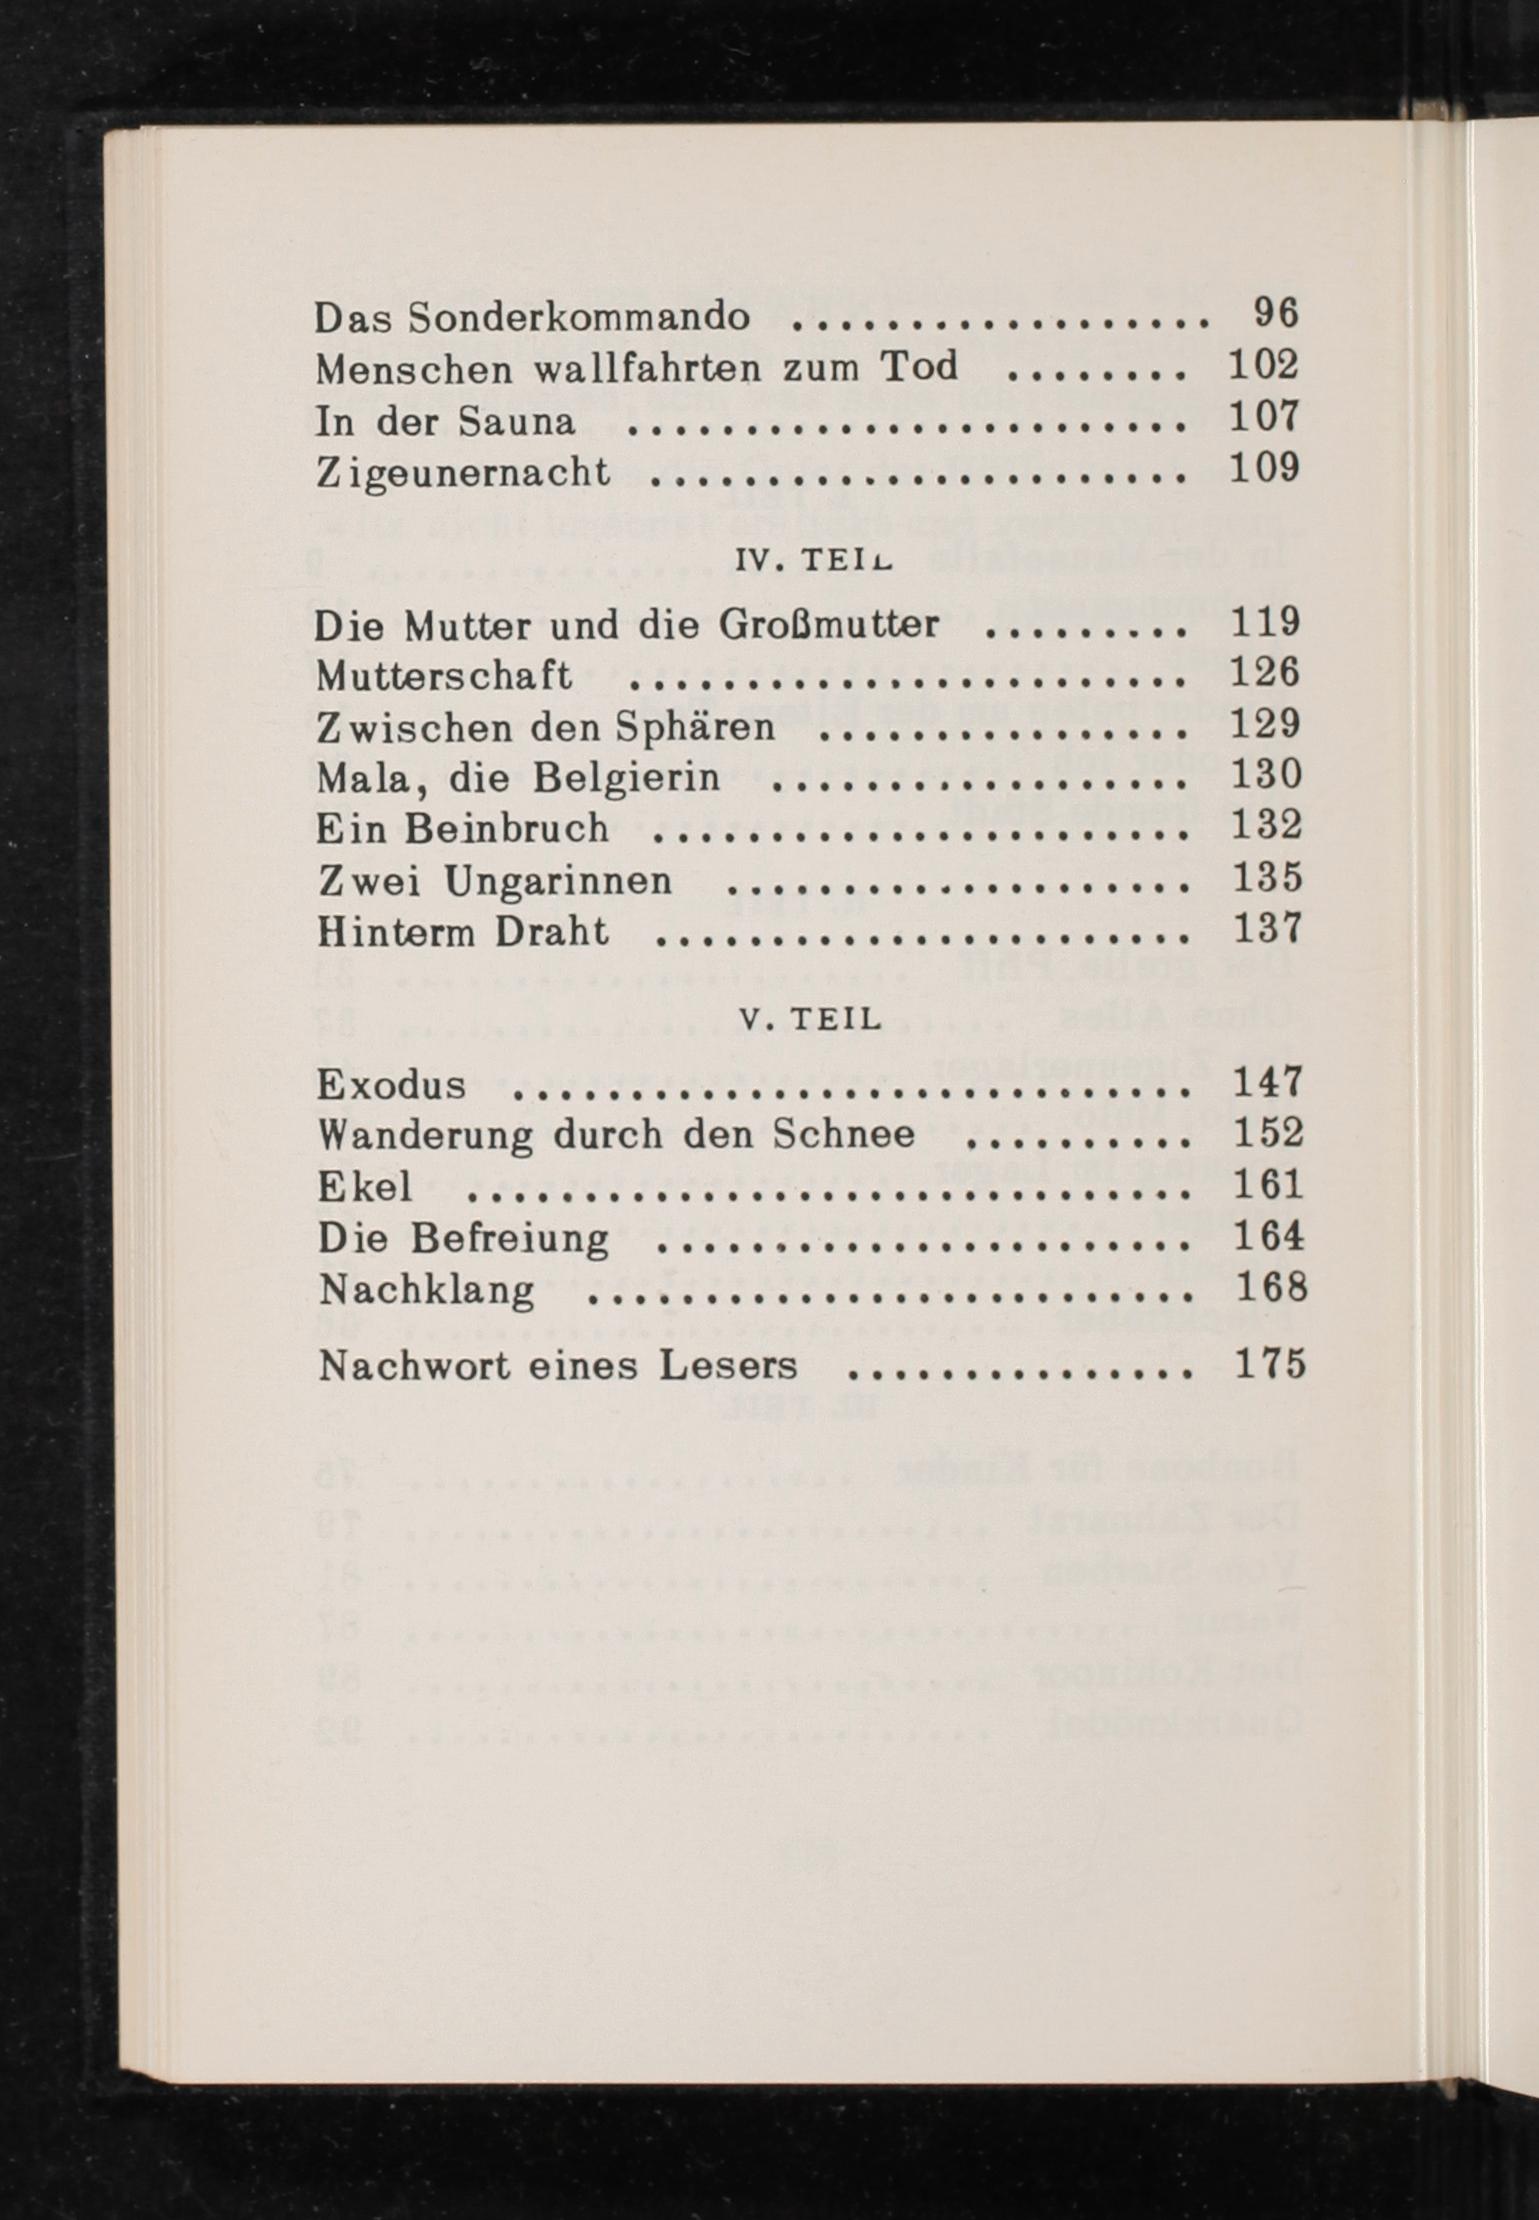 Das Sonderkommando .................. 96
Menschen wallfahrten zum Tod ........ 102
In der Sauna ........................ 107
Zigeunernacht ....................... 109
IV. TEIL
Die Mutter und die Großmutter ......... 119
Mutterschaft ........................ 126
Zwischen den Sphären ................ 129
Mala, die Belgierin .................. 130
Ein Beinbruch ....................... 132
Zwei Ungarinnen .................... 135
Hinterm Draht ....................... 137
V. TEIL
Exodus ............................. 147
Wanderung durch den Schnee .......... 152
Ekel ............................... 161
Die Befreiung ....................... 164
Nachklang .......................... 168
Nachwort eines Lesers ............... 175